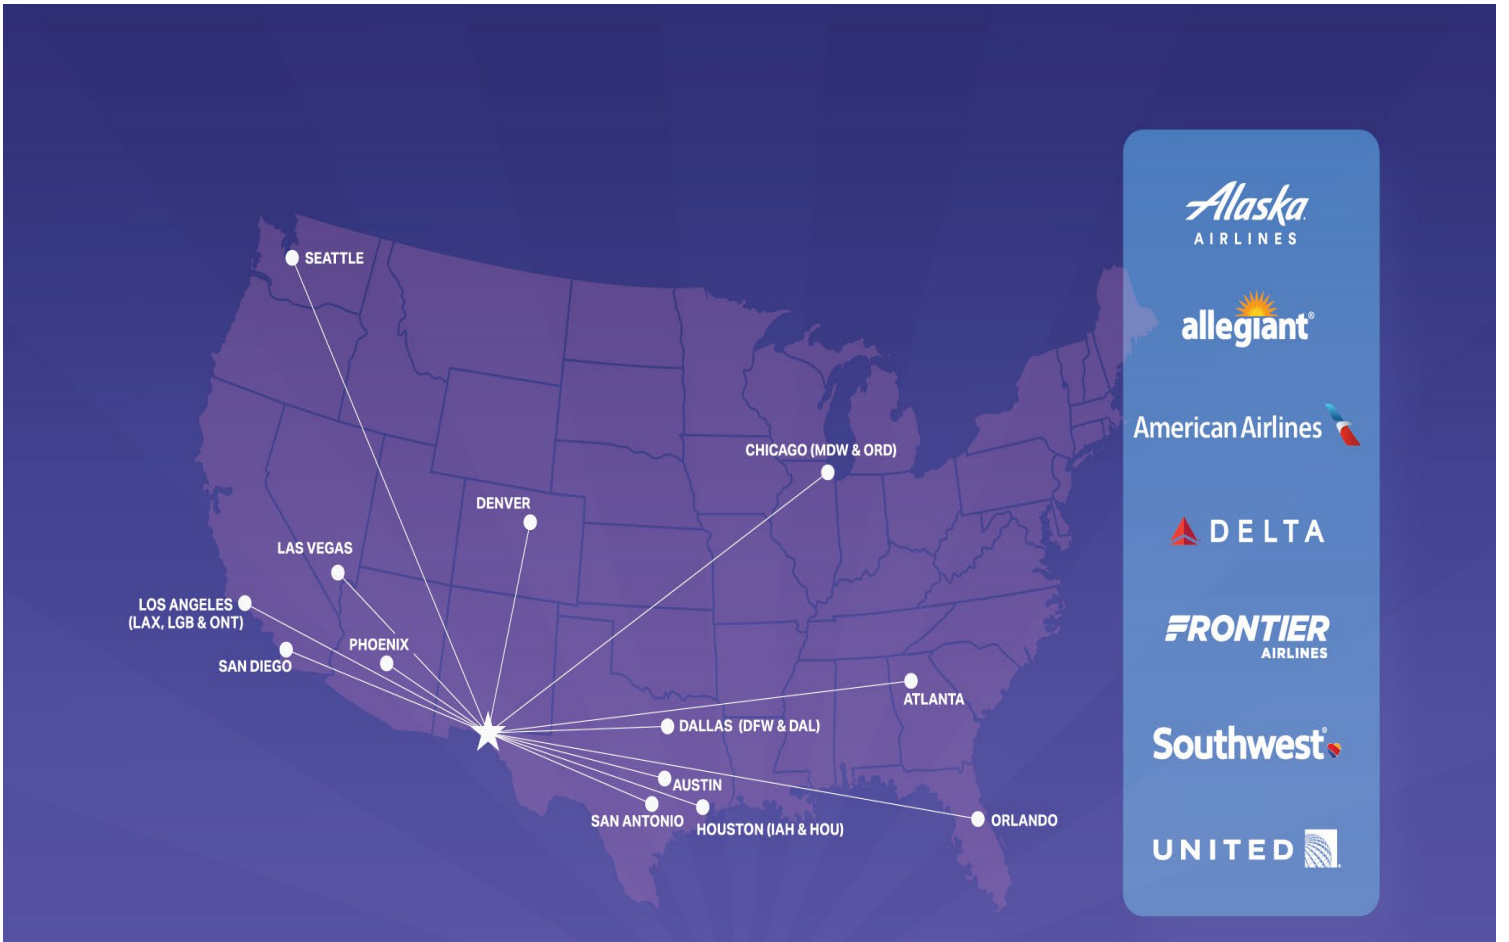 SEATTLE
CHICAGO (MDW & ORD)
DENVER
LAS VEGAS
LOS ANGELES
(LAX, LGB & ONT)
PHOENIX
SAN DIEGO
ATLANTA
DALLAS (DFW & DAL)
AUSTIN
SAN ANTONIO
HOUSTON (IAH & HOU)
ORLANDO
Alaska
AIRLINES
allegiant®
American Airlines
DELTA
FRONTIER
AIRLINES
Southwest®
UNITED